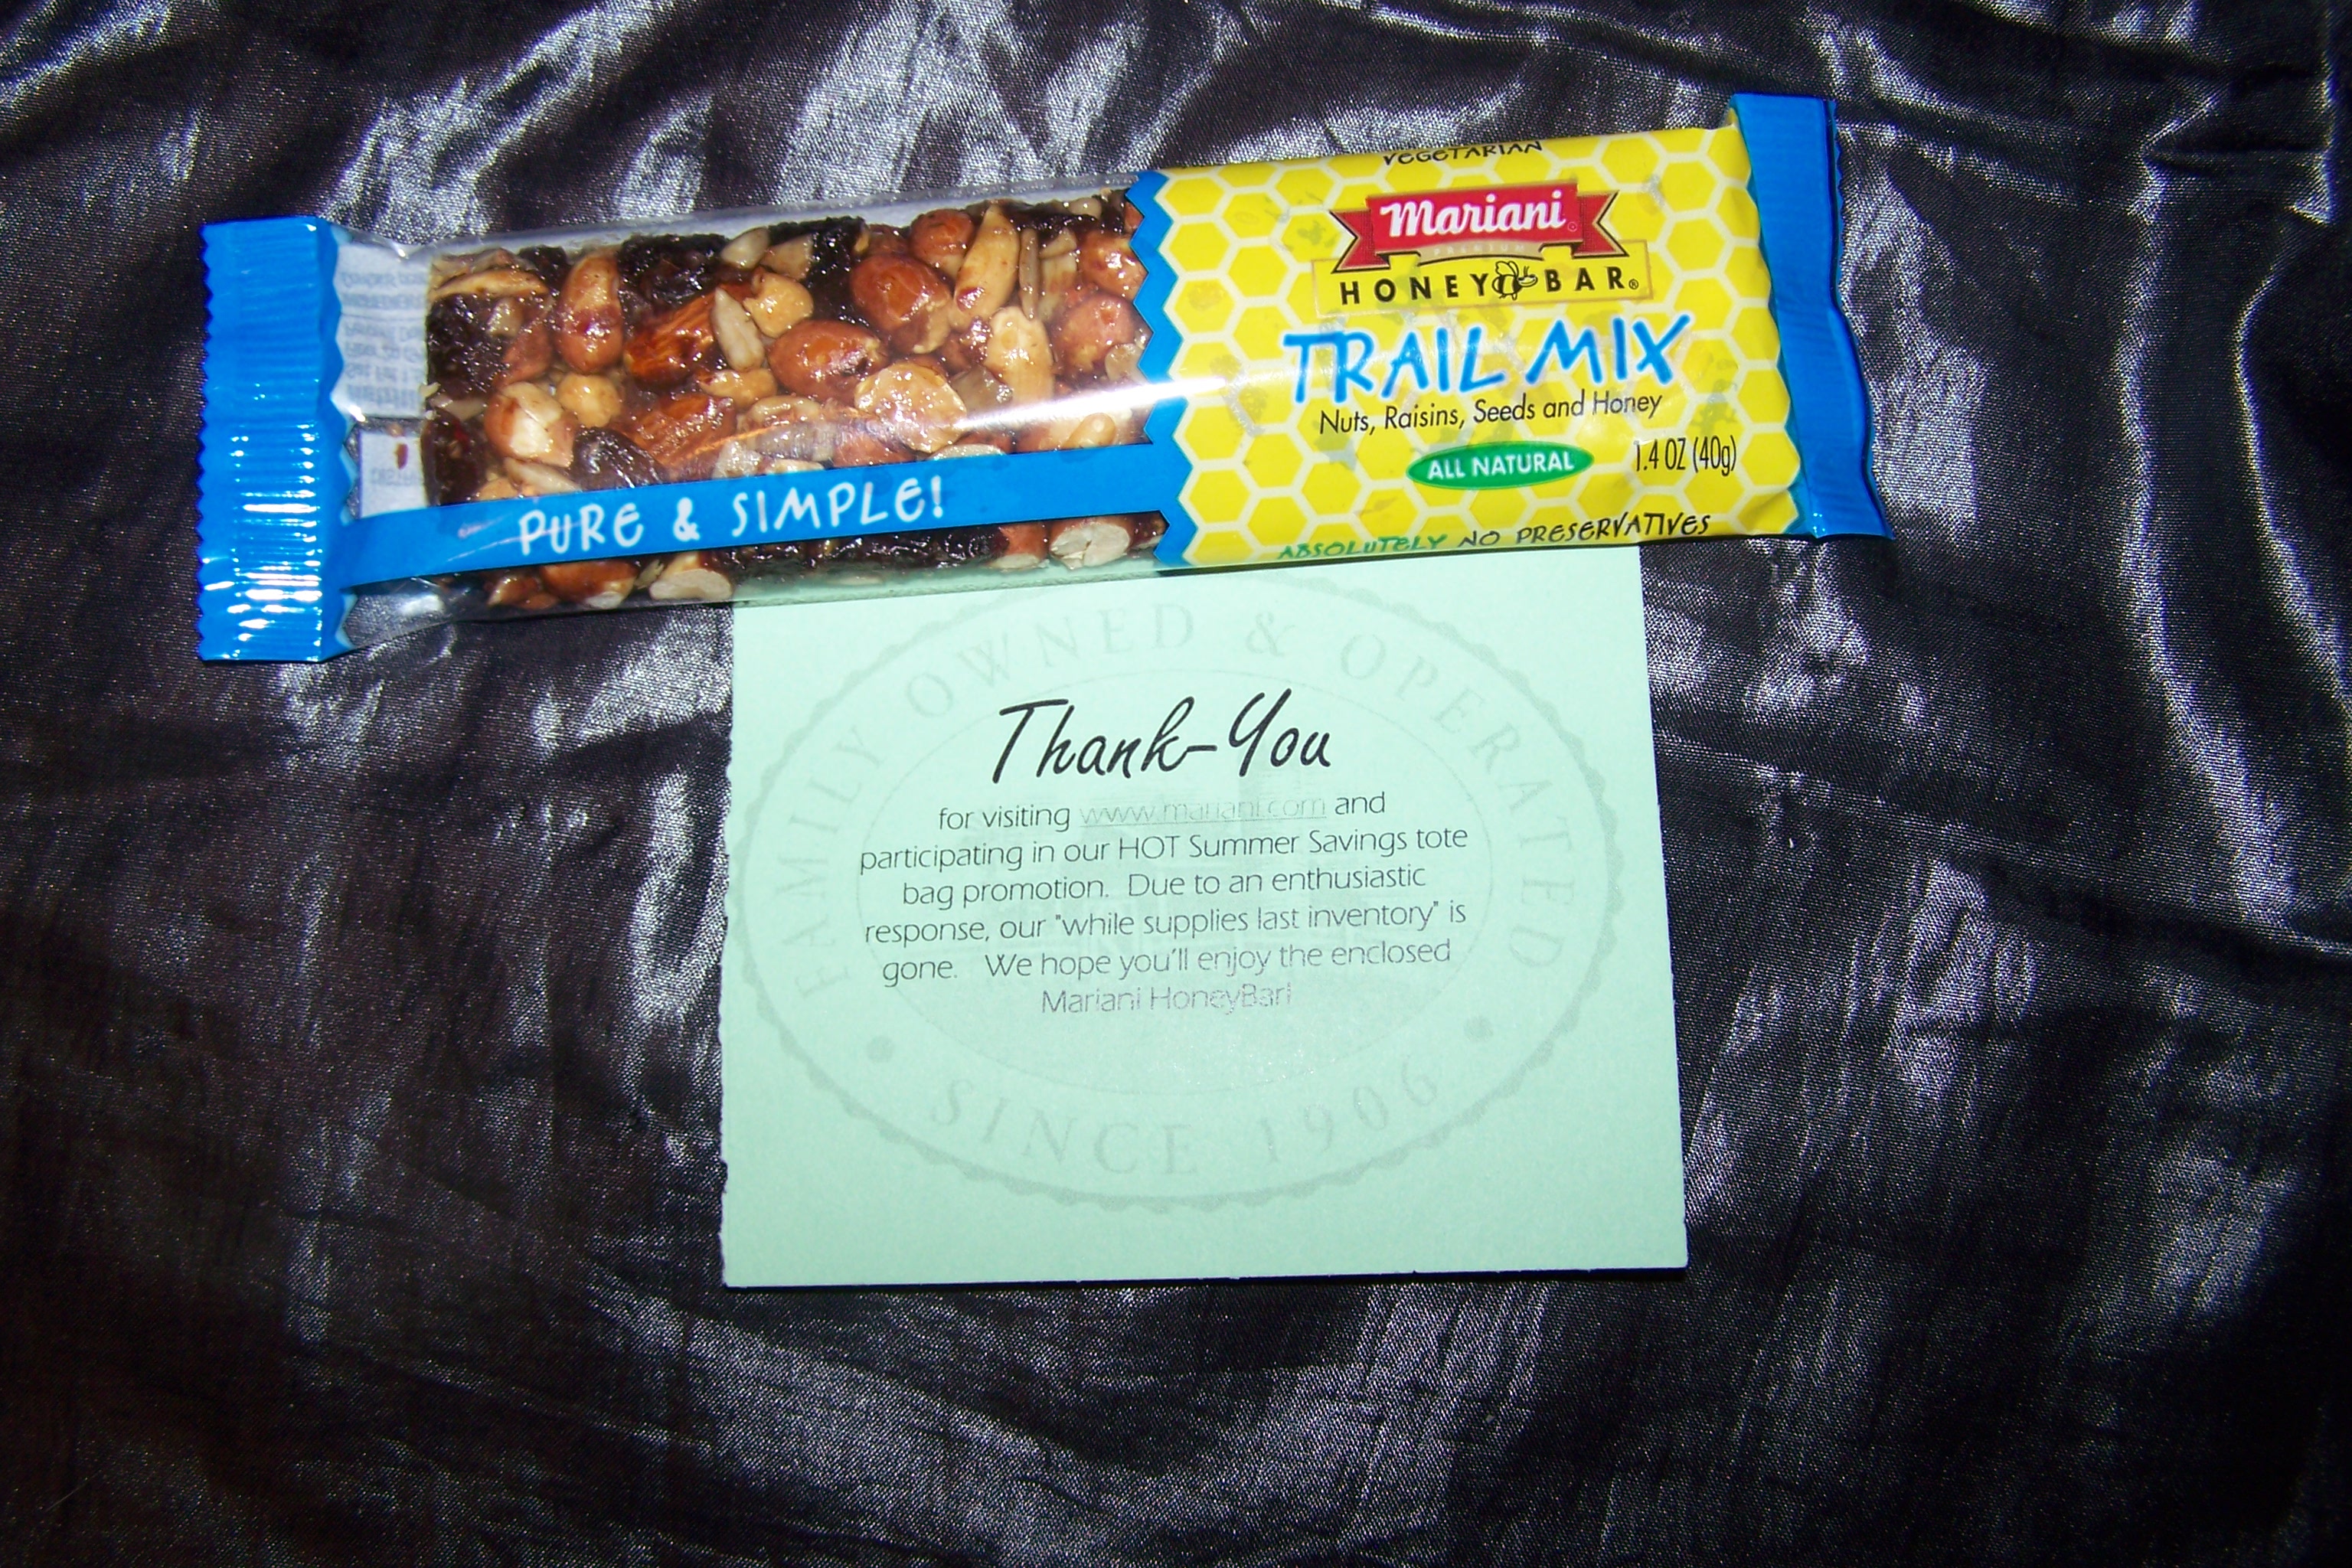 VEGETARIAN
Mariani
PREMIUM
HONEY BAR®
TRAIL MIX
Nuts, Raisins, Seeds and Honey
ALL NATURAL 1.4 OZ (40g)
ABSOLUTELY NO PRESERVATIVES
PURE & SIMPLE!
FAMILY OWNED & OPERATED
Thank-You
for visiting www.mariani.com and
participating in our HOT Summer Savings tote
bag promotion. Due to an enthusiastic
response, our "while supplies last inventory" is
gone. We hope you'll enjoy the enclosed
Mariani HoneyBar!
• SINCE 1906 •